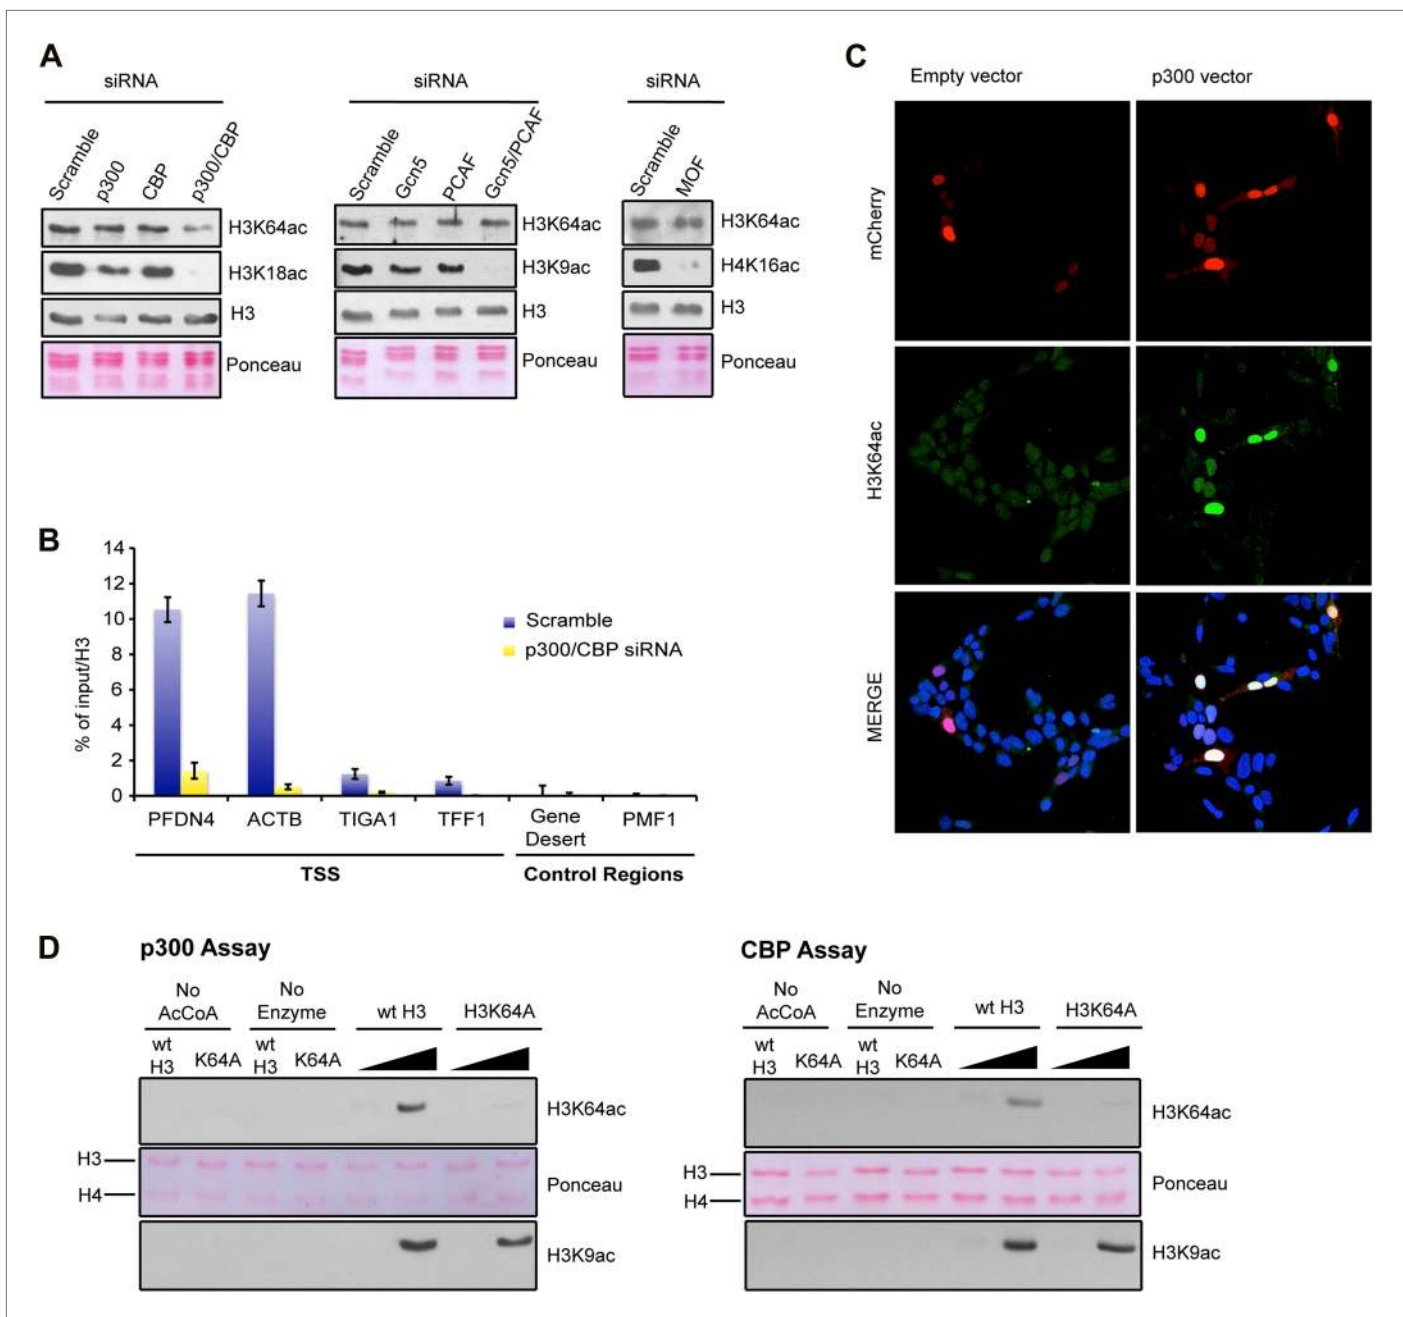 A
siRNA
Scramble
p300
CBP
p300/CBP
H3K64ac
H3K18ac
H3
Ponceau
siRNA
Scramble
Gcn5
PCAF
Gcn5/PCAF
H3K64ac
H3K9ac
H3
Ponceau
siRNA
Scramble
MOF
H3K64ac
H4K16ac
H3
Ponceau
B
14
12
10
8
6
4
2
0
% of input/H3
Scramble
p300/CBP siRNA
PFDN4 ACTB TIGA1 TFF1 Gene Desert PMF1
TSS Control Regions
C
Empty vector p300 vector
mCherry
H3K64ac
MERGE
D
p300 Assay
No AcCoA No Enzyme wt H3 H3K64A
wt H3 K64A wt H3 K64A
H3K64ac
H3
H4
Ponceau
H3K9ac
CBP Assay
No AcCoA No Enzyme wt H3 H3K64A
wt H3 K64A wt H3 K64A
H3K64ac
H3
H4
Ponceau
H3K9ac